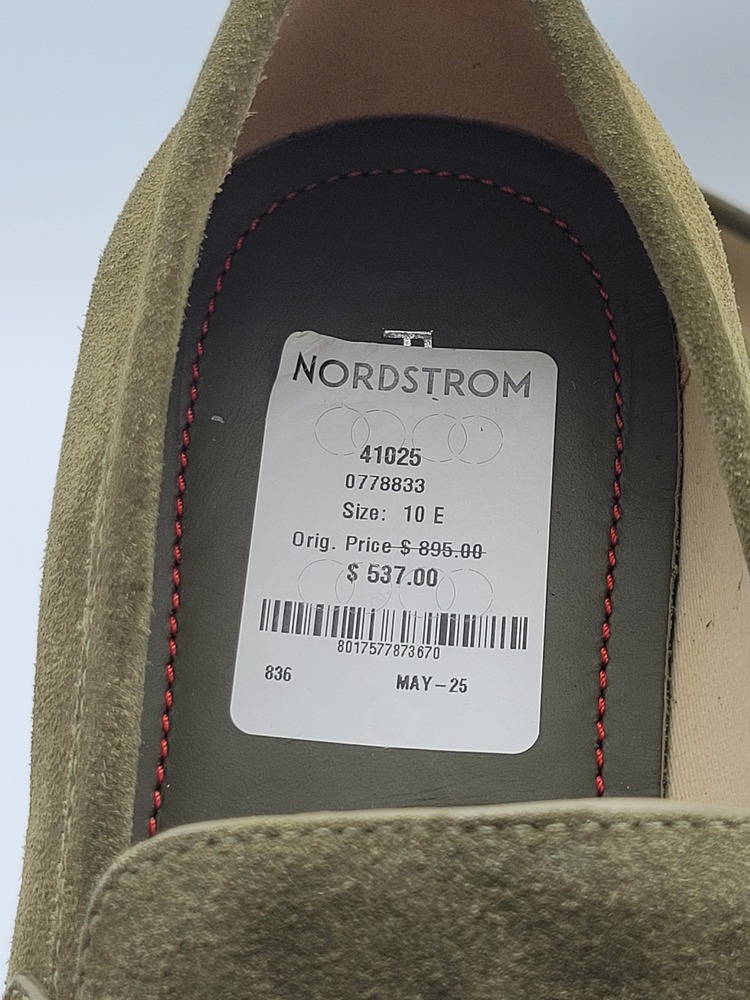 NORDSTROM
41025
0778833
Size: 10 E
Orig. Price $ 895.00
$ 537.00
8017577873670
836 MAY-25